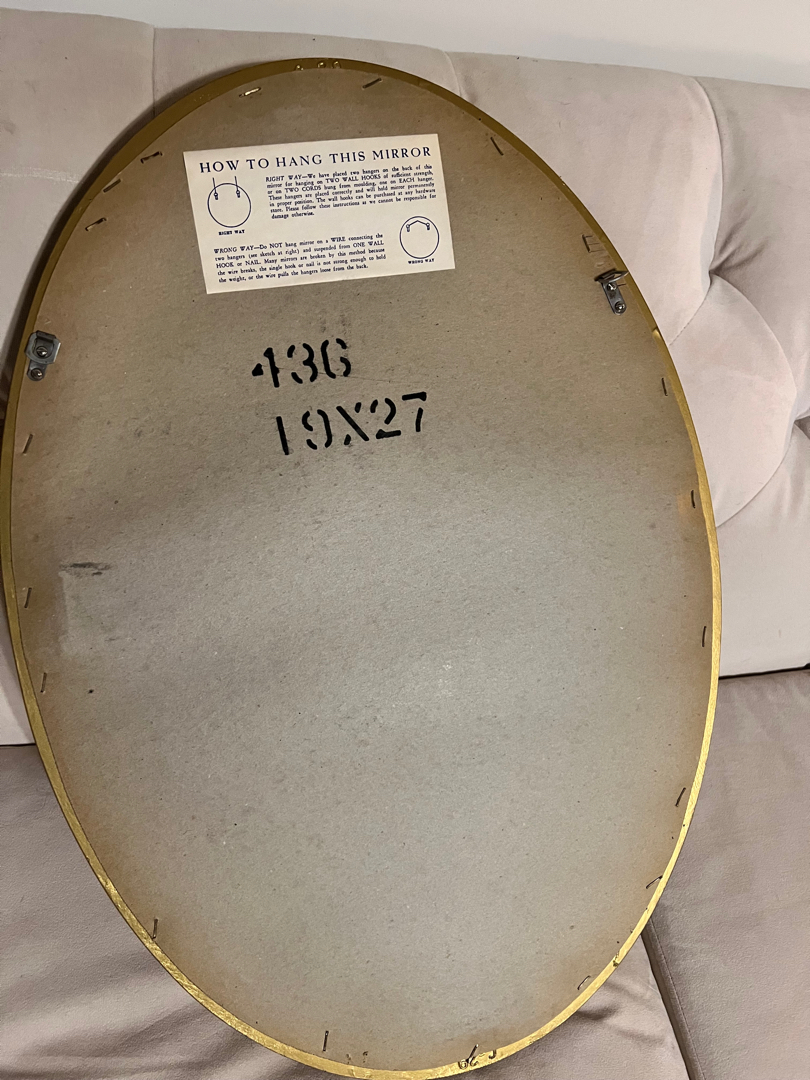 HOW TO HANG THIS MIRROR
RIGHT WAY—We have placed two hangers on the back of this
mirror for hanging on TWO WALL HOOKS of sufficient strength,
or on TWO CORDS hung from moulding, one on EACH hanger.
These hangers are placed correctly and will hold mirror permanently
in proper position. The wall hooks can be purchased at any hardware
store. Please follow these instructions as we cannot be responsible for
damage otherwise.
RIGHT WAY
WRONG WAY—Do NOT hang mirror on a WIRE connecting the
two hangers (see sketch at right) and suspended from ONE WALL
HOOK or NAIL. Many mirrors are broken by this method because
the wire breaks, the single hook or nail is not strong enough to hold
the weight, or the wire pulls the hangers loose from the back.
WRONG WAY
436
19X27